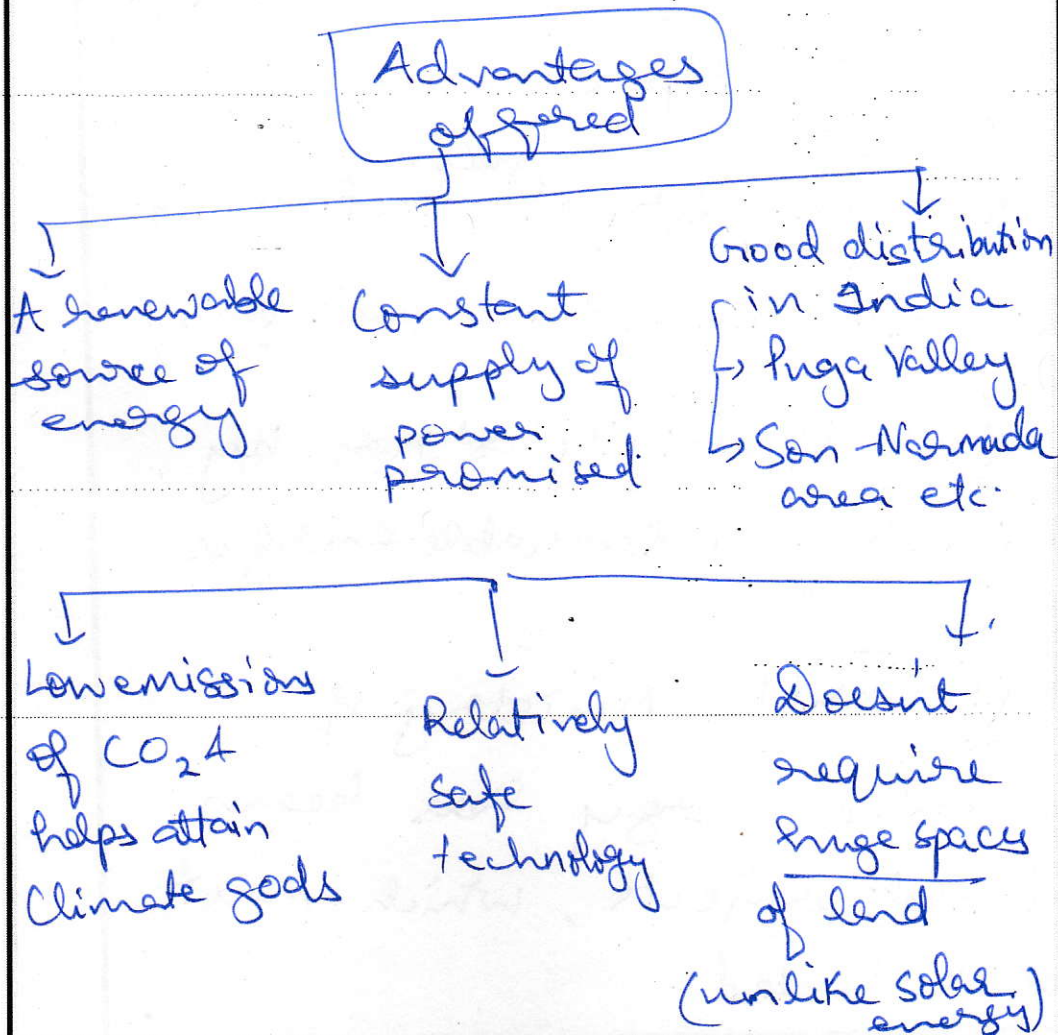 Advantages
offered
A renewable
source of
energy
Constant
supply of
power
promised
Good distribution
in India
→ Puga Valley
→ Son-Narmada
area etc.
Low emissions
of CO₂ &
helps attain
Climate goals
Relatively
safe
technology
Doesn't
require
huge spaces
of land
(unlike solar
energy)